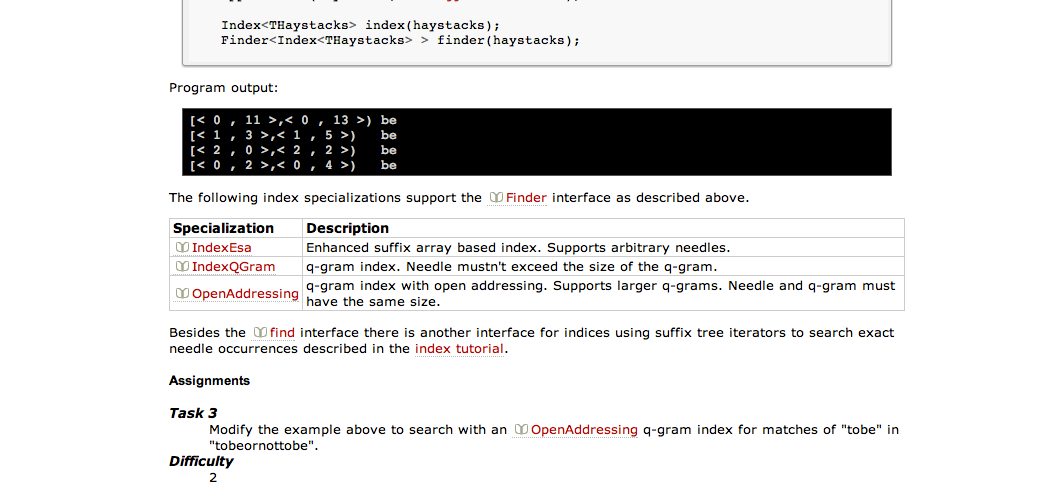 Index<THaystacks> index(haystacks);
Finder<Index<THaystacks> > finder(haystacks);
Program output:
[< 0 , 11 >,< 0 , 13 >) be
[< 1 , 3 >,< 1 , 5 >)   be
[< 2 , 0 >,< 2 , 2 >)   be
[< 0 , 2 >,< 0 , 4 >)   be
The following index specializations support the Finder interface as described above.
Specialization Description
IndexEsa Enhanced suffix array based index. Supports arbitrary needles.
IndexQGram q-gram index. Needle mustn't exceed the size of the q-gram.
OpenAddressing q-gram index with open addressing. Supports larger q-grams. Needle and q-gram must
have the same size.
Besides the find interface there is another interface for indices using suffix tree iterators to search exact
needle occurrences described in the index tutorial.
Assignments
Task 3
Modify the example above to search with an OpenAddressing q-gram index for matches of "tobe" in
"tobeornottobe".
Difficulty
2